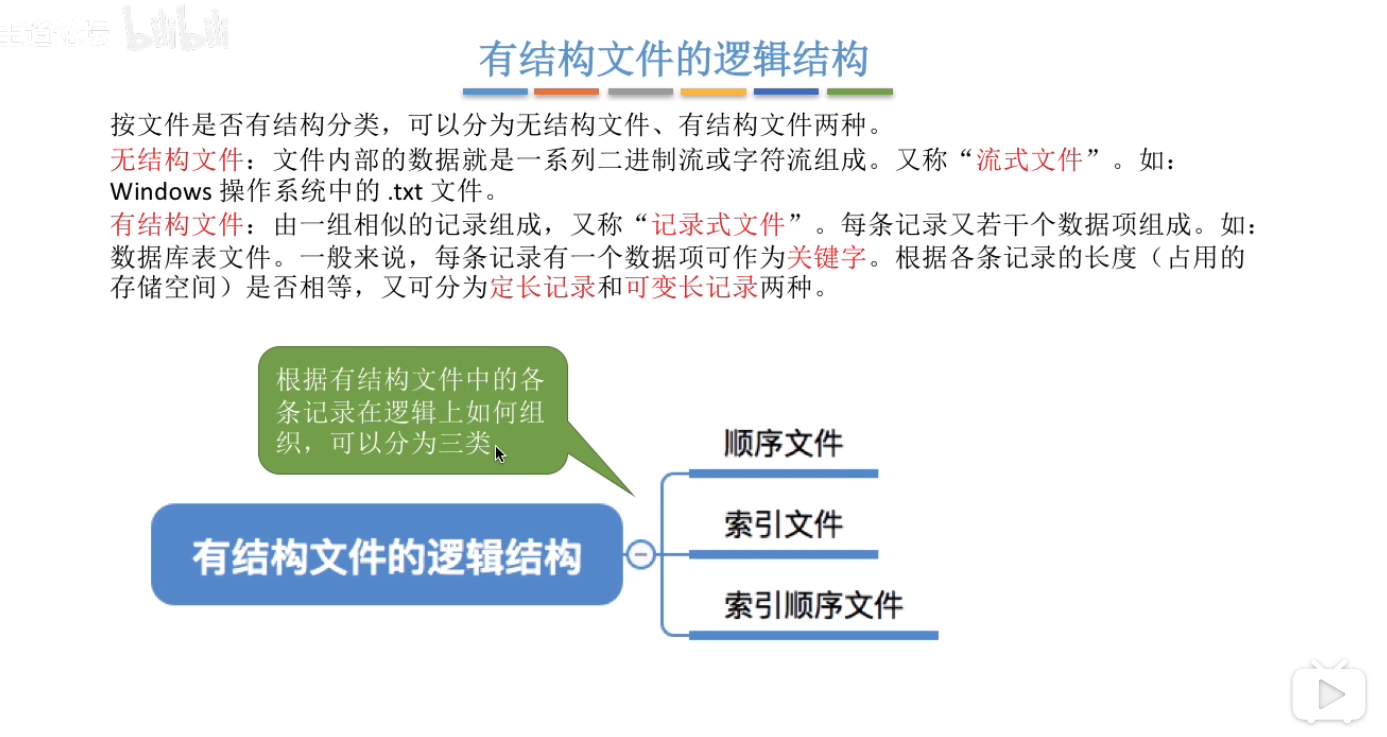 王道论坛 bilibili
有结构文件的逻辑结构
按文件是否有结构分类，可以分为无结构文件、有结构文件两种。
无结构文件：文件内部的数据就是一系列二进制流或字符流组成。又称“流式文件”。如：
Windows 操作系统中的 .txt 文件。
有结构文件：由一组相似的记录组成，又称“记录式文件”。每条记录又若干个数据项组成。如：
数据库表文件。一般来说，每条记录有一个数据项可作为关键字。根据各条记录的长度（占用的
存储空间）是否相等，又可分为定长记录和可变长记录两种。
根据有结构文件中的各
条记录在逻辑上如何组
织，可以分为三类
顺序文件
索引文件
有结构文件的逻辑结构
索引顺序文件